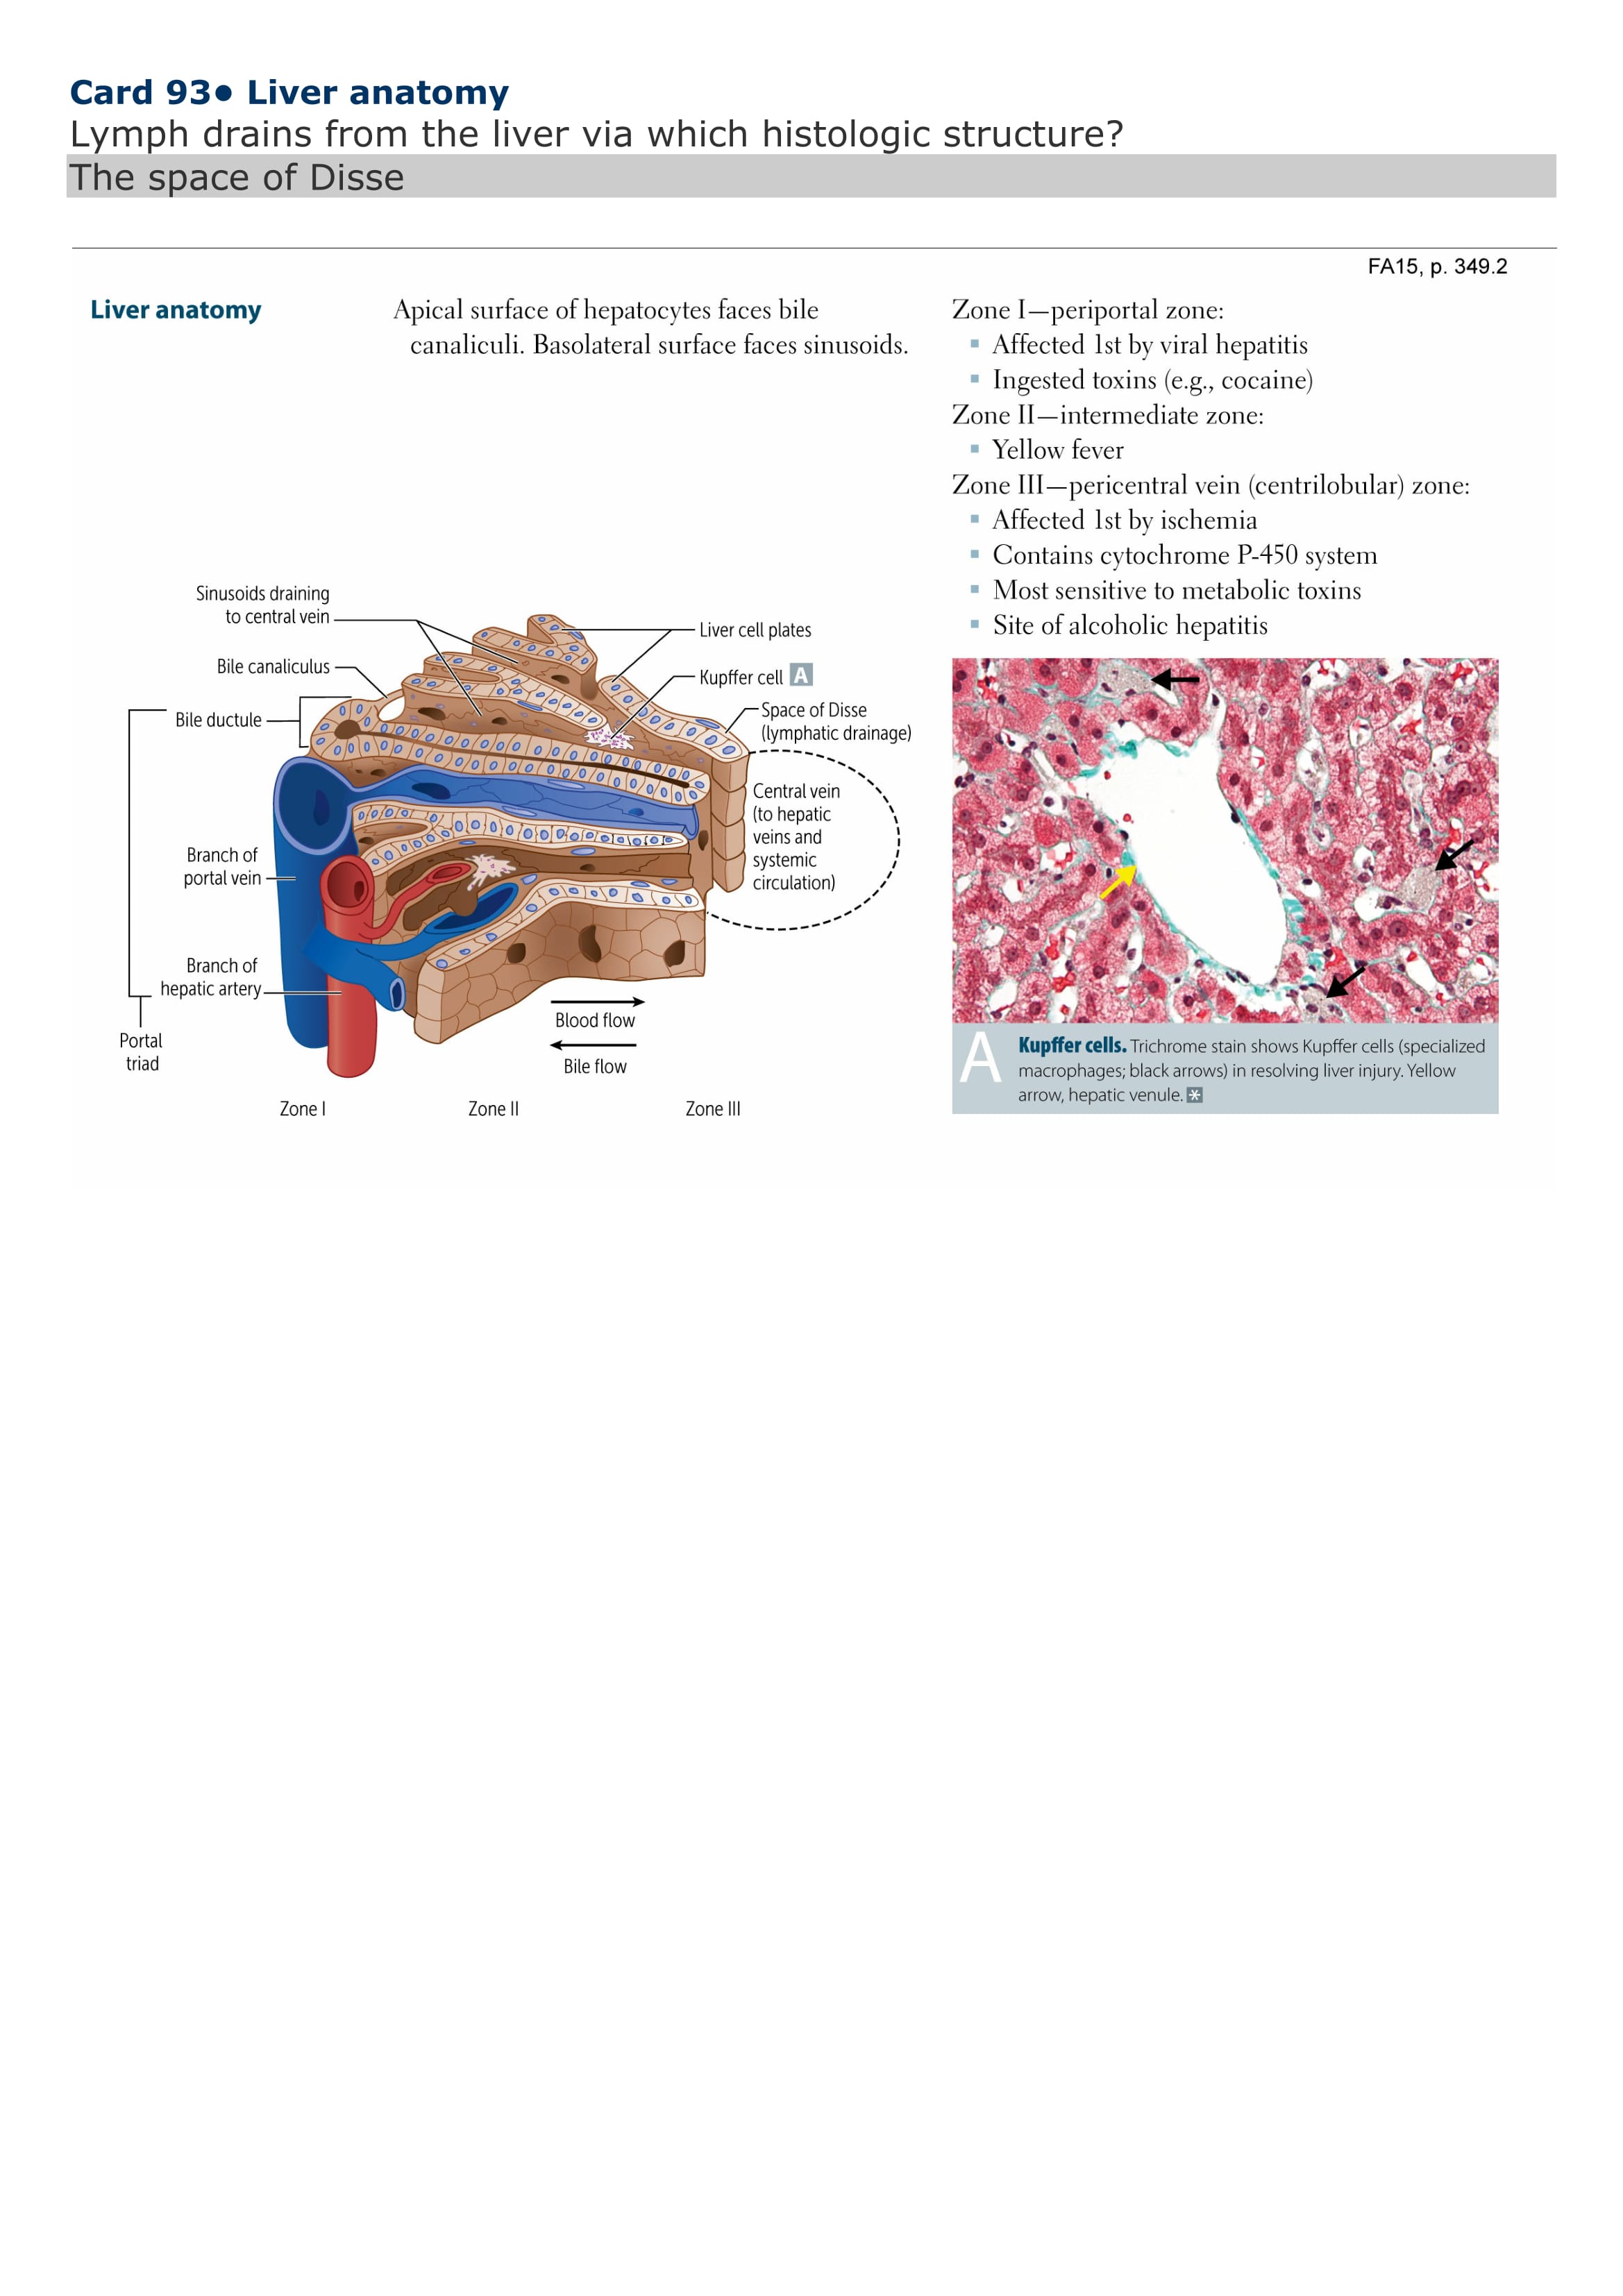 Card 93● Liver anatomy
Lymph drains from the liver via which histologic structure?
The space of Disse
FA15, p. 349.2
Liver anatomy
Apical surface of hepatocytes faces bile
canaliculi. Basolateral surface faces sinusoids.
Zone I—periportal zone:
▪ Affected 1st by viral hepatitis
▪ Ingested toxins (e.g., cocaine)
Zone II—intermediate zone:
▪ Yellow fever
Zone III—pericentral vein (centrilobular) zone:
▪ Affected 1st by ischemia
▪ Contains cytochrome P-450 system
▪ Most sensitive to metabolic toxins
▪ Site of alcoholic hepatitis
Sinusoids draining
to central vein
Bile canaliculus
Bile ductule
Branch of
portal vein
Branch of
hepatic artery
Portal
triad
Liver cell plates
Kupffer cell A
Space of Disse
(lymphatic drainage)
Central vein
(to hepatic
veins and
systemic
circulation)
Blood flow
Bile flow
Zone I
Zone II
Zone III
A
Kupffer cells. Trichrome stain shows Kupffer cells (specialized
macrophages; black arrows) in resolving liver injury. Yellow
arrow, hepatic venule. *